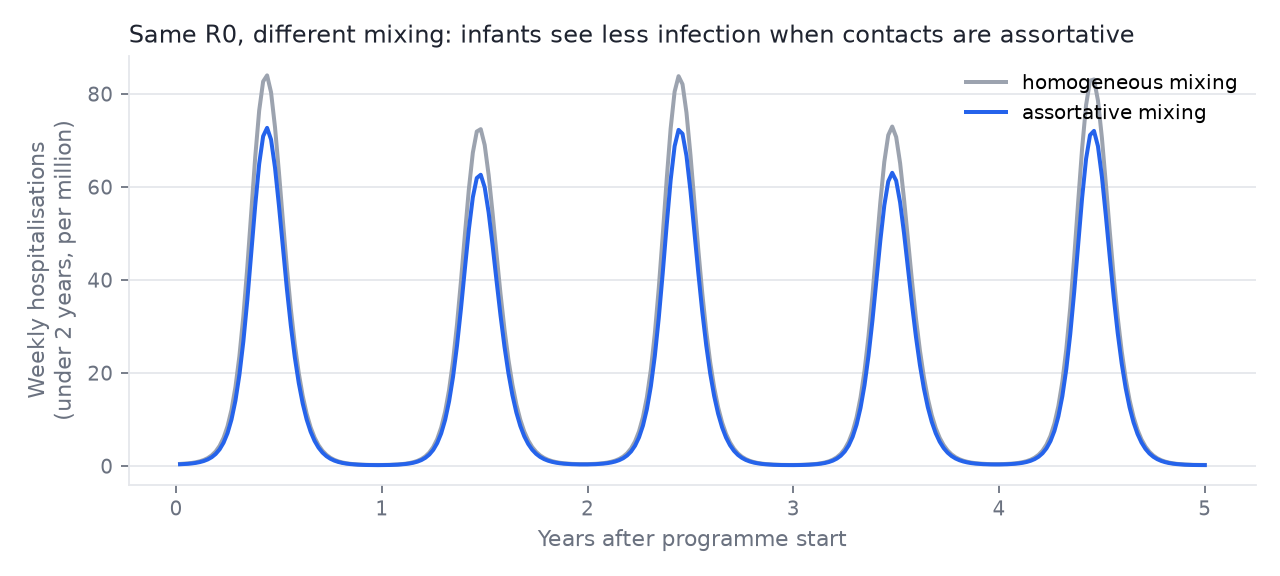 Same R0, different mixing: infants see less infection when contacts are assortative
homogeneous mixing
assortative mixing
Weekly hospitalisations
(under 2 years, per million)
80
60
40
20
0
0 1 2 3 4 5
Years after programme start